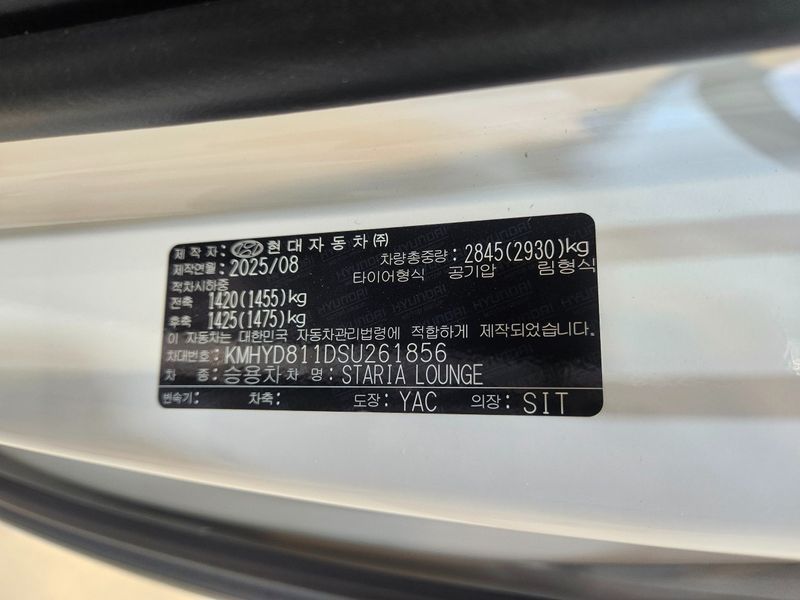 제 작 자: 현대자동차㈜ 차량총중량: 2845(2930)kg
제작연월: 2025/08 타이어형식 공기압 림형식
적차시하중
전축 1420(1455)kg
후축 1425(1475)kg
이 자동차는 대한민국 자동차관리법령에 적합하게 제작되었습니다.
차대번호: KMHYD811DSU261856
차 종: 승용차 차 명: STARIA LOUNGE
변속기: 차축: 도장: YAC 의장: SIT